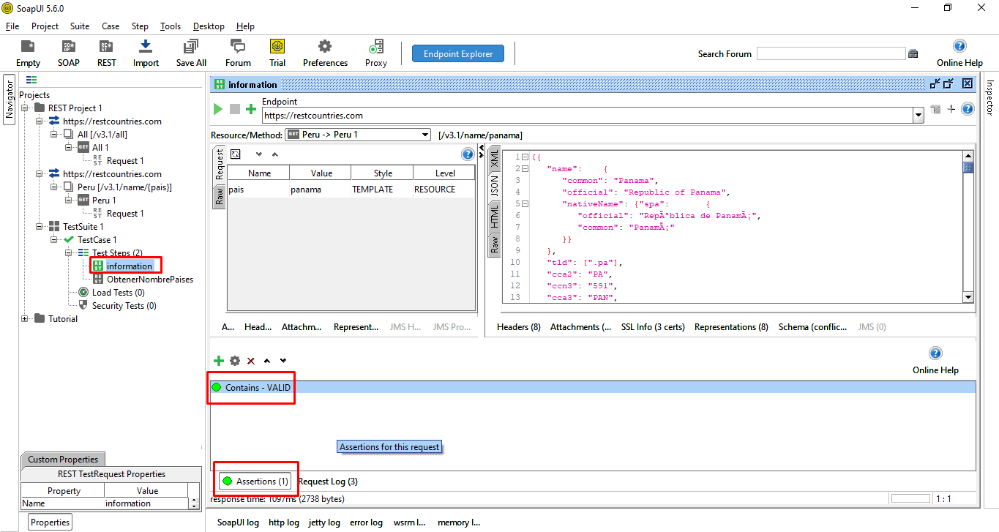 SoapUI 5.6.0
File Project Suite Case Step Tools Desktop Help
Empty SOAP REST Import Save All Forum Trial Preferences Proxy Endpoint Explorer Search Forum Online Help
Navigator
Projects
REST Project 1
https://restcountries.com
All [/v3.1/all]
All 1
Request 1
https://restcountries.com
Peru [/v3.1/name/{pais}]
Peru 1
Request 1
TestSuite 1
TestCase 1
Test Steps (2)
information
ObtenerNombrePaises
Load Tests (0)
Security Tests (0)
Tutorial
Custom Properties
REST TestRequest Properties
Property Value
Name information
Properties
information
Endpoint
https://restcountries.com
Resource/Method: GET Peru -> Peru 1 [/v3.1/name/panama]
Request
Raw
Name Value Style Level
pais panama TEMPLATE RESOURCE
A... Head... Attachm... Represent... JMS H... JMS Pro...
XML
JSON
HTML
Raw
1 [{
2 "name": {
3 "common": "Panama",
4 "official": "Republic of Panama",
5 "nativeName": {"spa": {
6 "official": "RepÃºblica de PanamÃ¡",
7 "common": "PanamÃ¡"
8 }}
9 },
10 "tld": [".pa"],
11 "cca2": "PA",
12 "ccn3": "591",
13 "cca3": "PAN",
Headers (8) Attachments (... SSL Info (3 certs) Representations (8) Schema (conflic... JMS (0)
Online Help
Contains - VALID
Assertions for this request
Assertions (1) Request Log (3)
response time: 1097ms (2738 bytes) 1 : 1
SoapUI log http log jetty log error log wsrm l... memory l...
Inspector